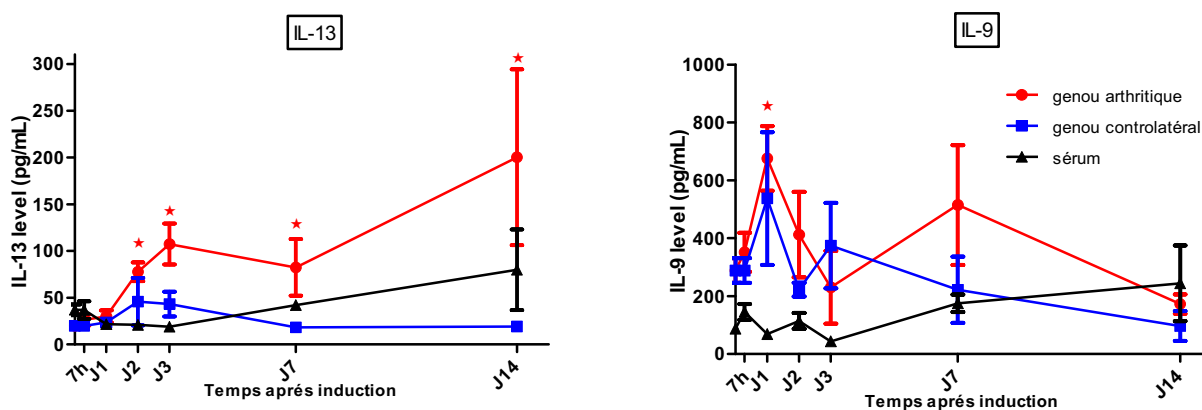 IL-13
IL-13 level (pg/mL)
300
250
200
150
100
50
0
7h
J1
J2
J3
J7
J14
Temps aprés induction
IL-9
IL-9 level (pg/mL)
1000
800
600
400
200
0
genou arthritique
genou controlatéral
sérum
7h
J1
J2
J3
J7
J14
Temps aprés induction